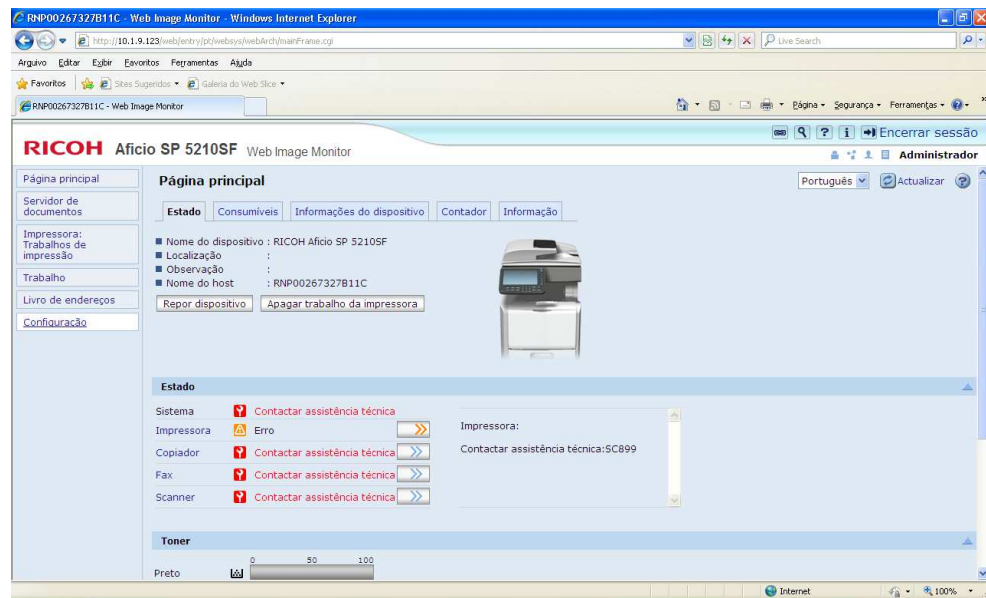 RNP00267327B11C - Web Image Monitor - Windows Internet Explorer
http://10.1.9.123/web/entry/pt/websys/webArch/mainFrame.cgi
Live Search
Arquivo Editar Exibir Favoritos Ferramentas Ajuda
Favoritos Sites Sugeridos Galeria do Web Slice
RNP00267327B11C - Web Image Monitor
Página Segurança Ferramentas
Encerrar sessão
RICOH Aficio SP 5210SF Web Image Monitor
Administrador
Página principal
Servidor de
documentos
Impressora:
Trabalhos de
impressão
Trabalho
Livro de endereços
Configuração
Página principal
Português
Actualizar
Estado Consumíveis Informações do dispositivo Contador Informação
Nome do dispositivo : RICOH Aficio SP 5210SF
Localização :
Observação :
Nome do host : RNP00267327B11C
Repor dispositivo Apagar trabalho da impressora
Estado
Sistema Contactar assistência técnica
Impressora Erro
Copiador Contactar assistência técnica
Fax Contactar assistência técnica
Scanner Contactar assistência técnica
Impressora:
Contactar assistência técnica:SC899
Toner
0 50 100
Preto
Internet
100%